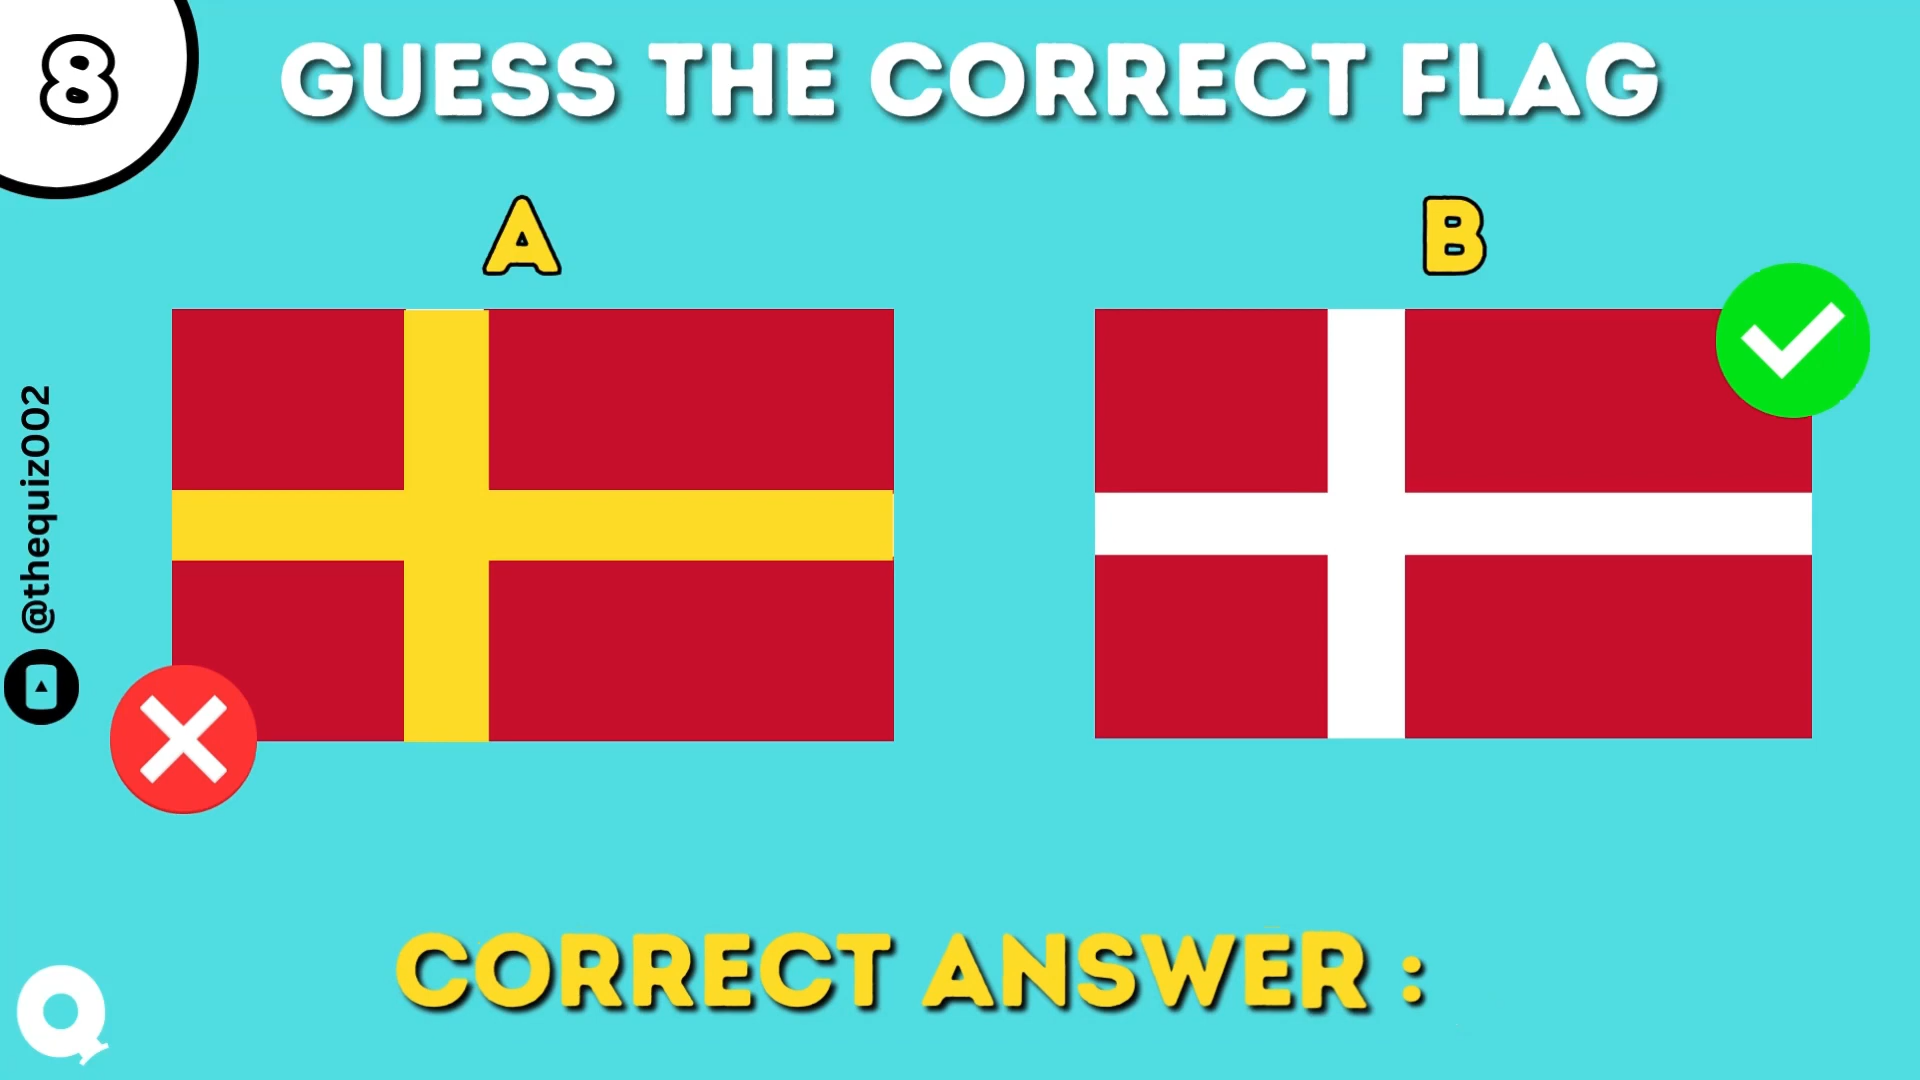 8
GUESS THE CORRECT FLAG
A
B
@thequiz002
CORRECT ANSWER :
Q